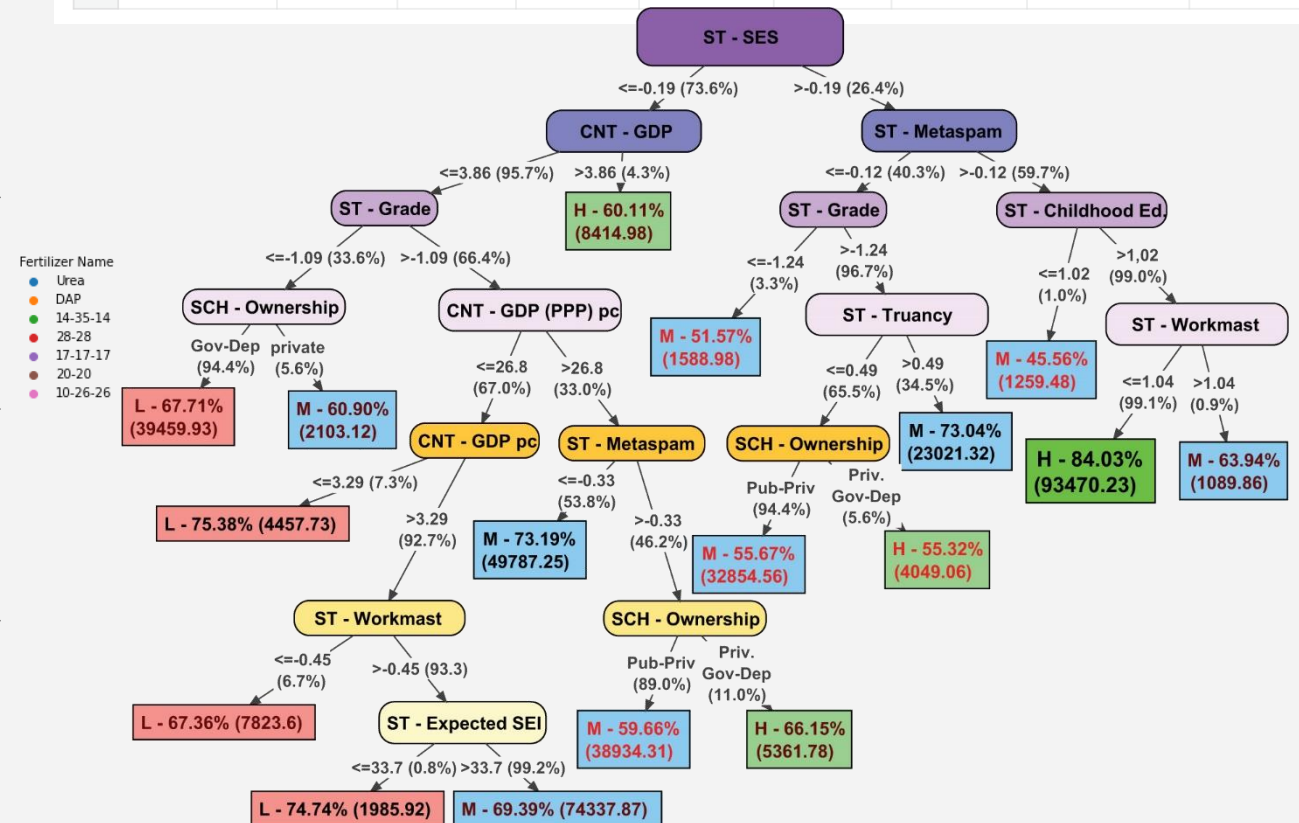 ST - SES
<=-0.19 (73.6%)
>-0.19 (26.4%)
CNT - GDP
ST - Metaspam
<=3.86 (95.7%)
>3.86 (4.3%)
<=-0.12 (40.3%)
>-0.12 (59.7%)
ST - Grade
H - 60.11%
(8414.98)
ST - Grade
ST - Childhood Ed.
<=-1.09 (33.6%)
>-1.09 (66.4%)
<=-1.24
(3.3%)
>-1.24
(96.7%)
<=1.02
(1.0%)
>1,02
(99.0%)
Fertilizer Name
Urea
DAP
14-35-14
28-28
17-17-17
20-20
10-26-26
SCH - Ownership
CNT - GDP (PPP) pc
M - 51.57%
(1588.98)
ST - Truancy
M - 45.56%
(1259.48)
ST - Workmast
Gov-Dep
(94.4%)
private
(5.6%)
<=26.8
(67.0%)
>26.8
(33.0%)
<=0.49
(65.5%)
>0.49
(34.5%)
<=1.04
(99.1%)
>1.04
(0.9%)
L - 67.71%
(39459.93)
M - 60.90%
(2103.12)
CNT - GDP pc
ST - Metaspam
SCH - Ownership
M - 73.04%
(23021.32)
H - 84.03%
(93470.23)
M - 63.94%
(1089.86)
<=3.29 (7.3%)
>3.29
(92.7%)
<=-0.33
(53.8%)
>-0.33
(46.2%)
Pub-Priv
(94.4%)
Priv.
Gov-Dep
(5.6%)
L - 75.38% (4457.73)
M - 73.19%
(49787.25)
M - 55.67%
(32854.56)
H - 55.32%
(4049.06)
ST - Workmast
SCH - Ownership
<=-0.45
(6.7%)
>-0.45 (93.3)
Pub-Priv
(89.0%)
Priv.
Gov-Dep
(11.0%)
L - 67.36% (7823.6)
ST - Expected SEI
M - 59.66%
(38934.31)
H - 66.15%
(5361.78)
<=33.7 (0.8%)
>33.7 (99.2%)
L - 74.74% (1985.92)
M - 69.39% (74337.87)